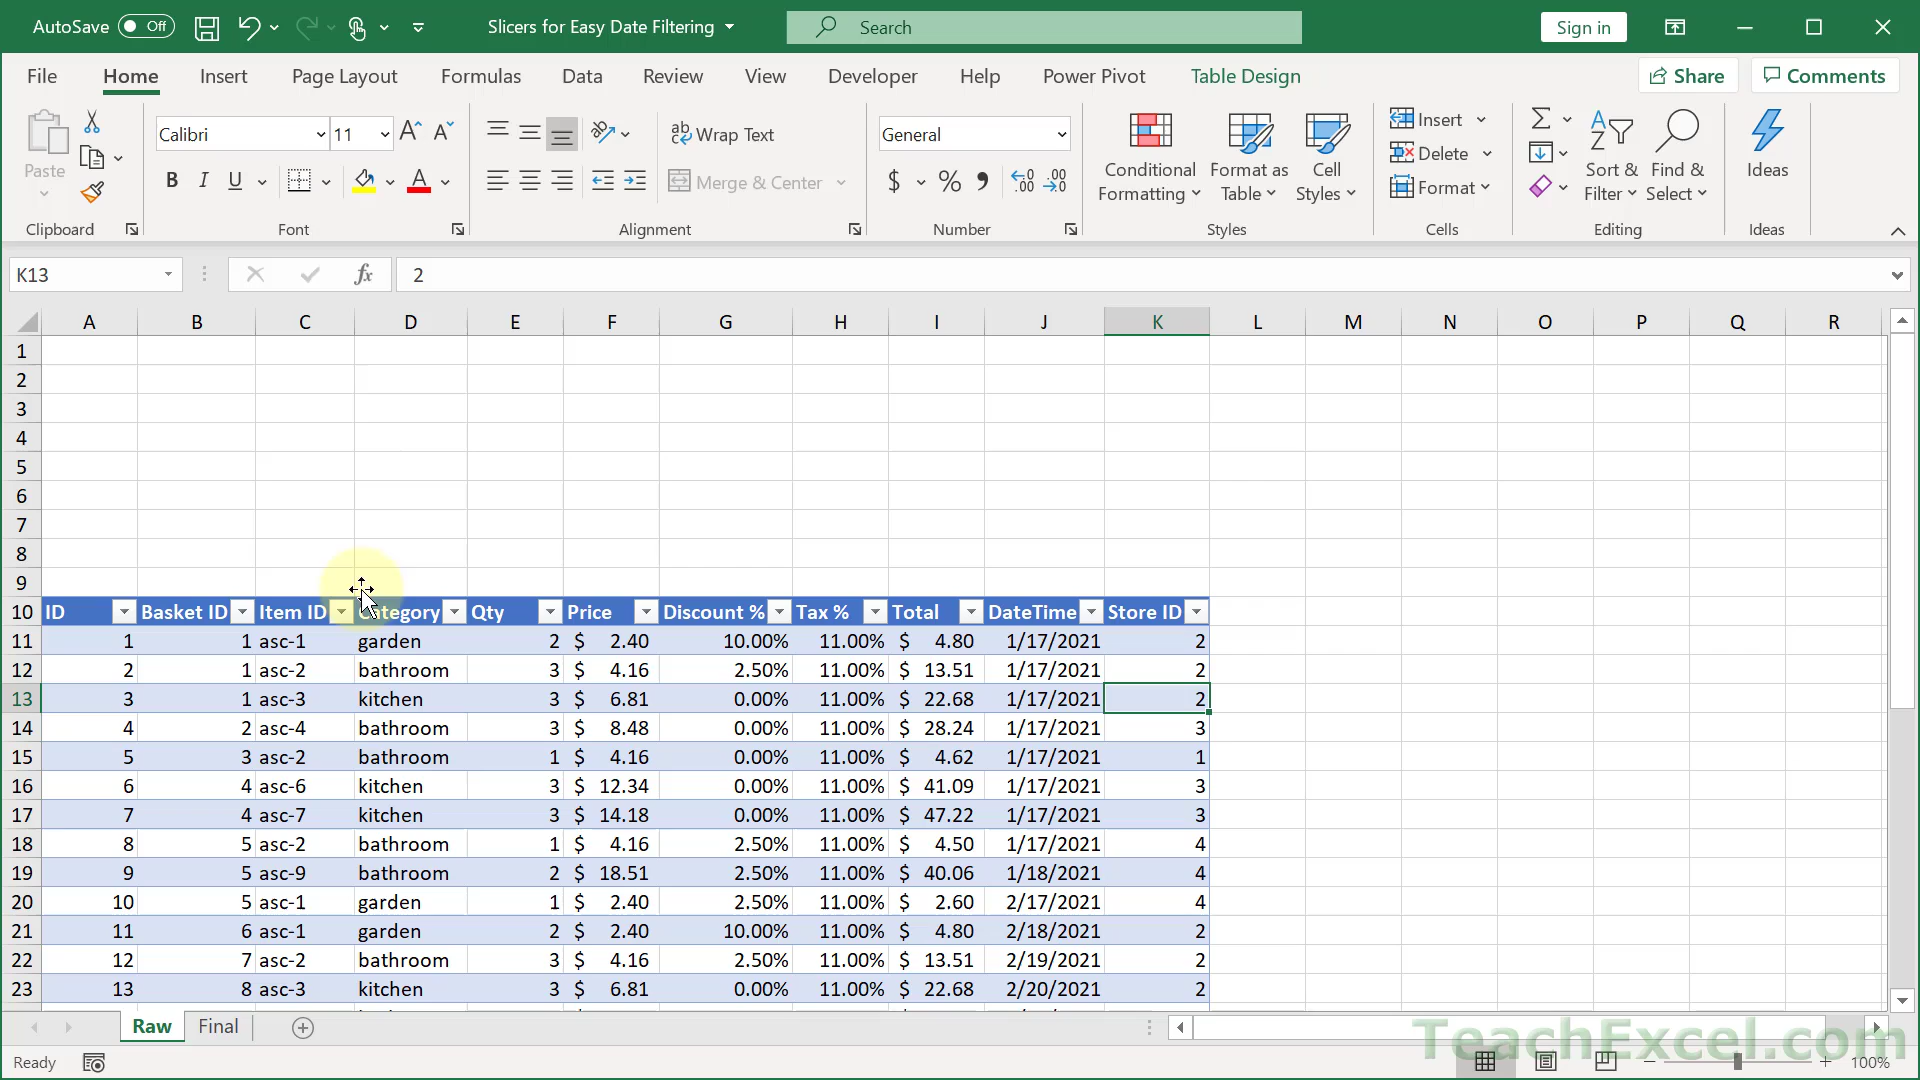 AutoSave Off Slicers for Easy Date Filtering Search Sign in
File Home Insert Page Layout Formulas Data Review View Developer Help Power Pivot Table Design Share Comments
Paste Calibri 11 A A ab Wrap Text General Conditional Formatting Format as Table Cell Styles Insert Sort & Filter Find & Select Ideas
Delete
B I U A Merge & Center $ % Format
Clipboard Font Alignment Number Styles Cells Editing Ideas
K13 fx 2
A B C D E F G H I J K L M N O P Q R
1
2
3
4
5
6
7
8
9
10 ID Basket ID Item ID Category Qty Price Discount % Tax % Total DateTime Store ID
11 1 1 asc-1 garden 2 $ 2.40 10.00% 11.00% $ 4.80 1/17/2021 2
12 2 1 asc-2 bathroom 3 $ 4.16 2.50% 11.00% $ 13.51 1/17/2021 2
13 3 1 asc-3 kitchen 3 $ 6.81 0.00% 11.00% $ 22.68 1/17/2021 2
14 4 2 asc-4 bathroom 3 $ 8.48 0.00% 11.00% $ 28.24 1/17/2021 3
15 5 3 asc-2 bathroom 1 $ 4.16 0.00% 11.00% $ 4.62 1/17/2021 1
16 6 4 asc-6 kitchen 3 $ 12.34 0.00% 11.00% $ 41.09 1/17/2021 3
17 7 4 asc-7 kitchen 3 $ 14.18 0.00% 11.00% $ 47.22 1/17/2021 3
18 8 5 asc-2 bathroom 1 $ 4.16 2.50% 11.00% $ 4.50 1/17/2021 4
19 9 5 asc-9 bathroom 2 $ 18.51 2.50% 11.00% $ 40.06 1/18/2021 4
20 10 5 asc-1 garden 1 $ 2.40 2.50% 11.00% $ 2.60 2/17/2021 4
21 11 6 asc-1 garden 2 $ 2.40 10.00% 11.00% $ 4.80 2/18/2021 2
22 12 7 asc-2 bathroom 3 $ 4.16 2.50% 11.00% $ 13.51 2/19/2021 2
23 13 8 asc-3 kitchen 3 $ 6.81 0.00% 11.00% $ 22.68 2/20/2021 2
Raw Final
TeachExcel.com
Ready 100%